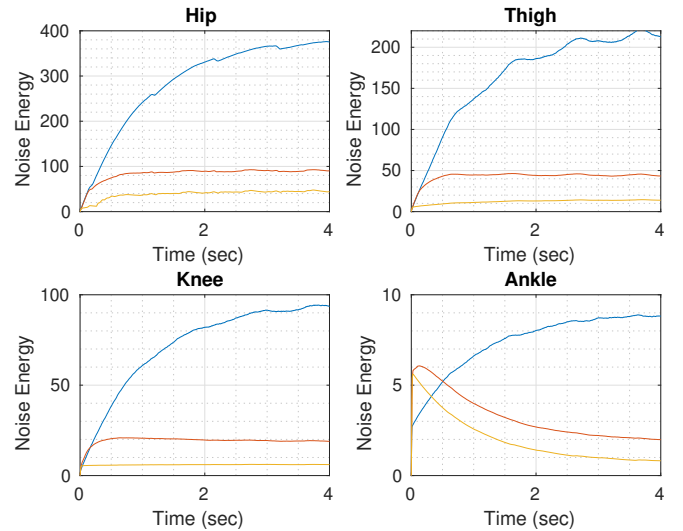 Hip
Noise Energy
400
300
200
100
0
0 2 4
Time (sec)
Thigh
Noise Energy
200
150
100
50
0
0 2 4
Time (sec)
Knee
Noise Energy
100
50
0
0 2 4
Time (sec)
Ankle
Noise Energy
10
5
0
0 2 4
Time (sec)